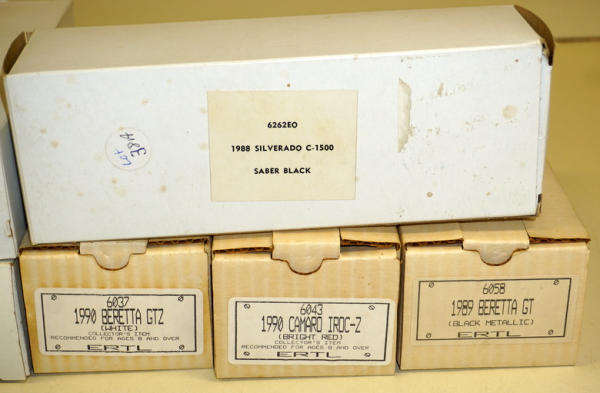 6262EO
1988 SILVERADO C-1500
SABER BLACK
Lot
384
6037
1990 BERETTA GTZ
(WHITE)
COLLECTOR'S ITEM
RECOMMENDED FOR AGES 8 AND OVER
ERTL
6043
1990 CAMARO IROC-Z
(BRIGHT RED)
COLLECTOR'S ITEM
RECOMMENDED FOR AGES 8 AND OVER
ERTL
6058
1989 BERETTA GT
(BLACK METALLIC)
ERTL